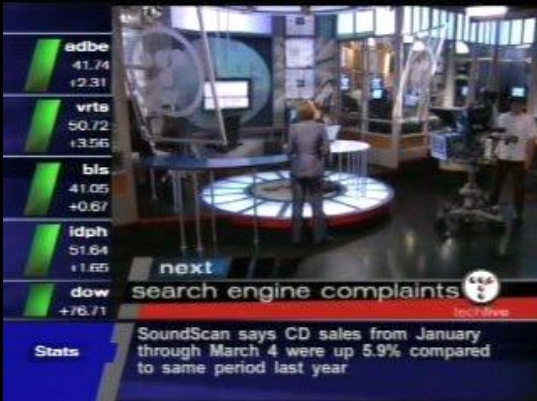 adbe
41.74
+2.31
vrts
50.72
+3.56
bls
41.05
+0.67
idph
51.64
+1.65
dow
+76.71
next
search engine complaints
techlive
Stats
SoundScan says CD sales from January
through March 4 were up 5.9% compared
to same period last year